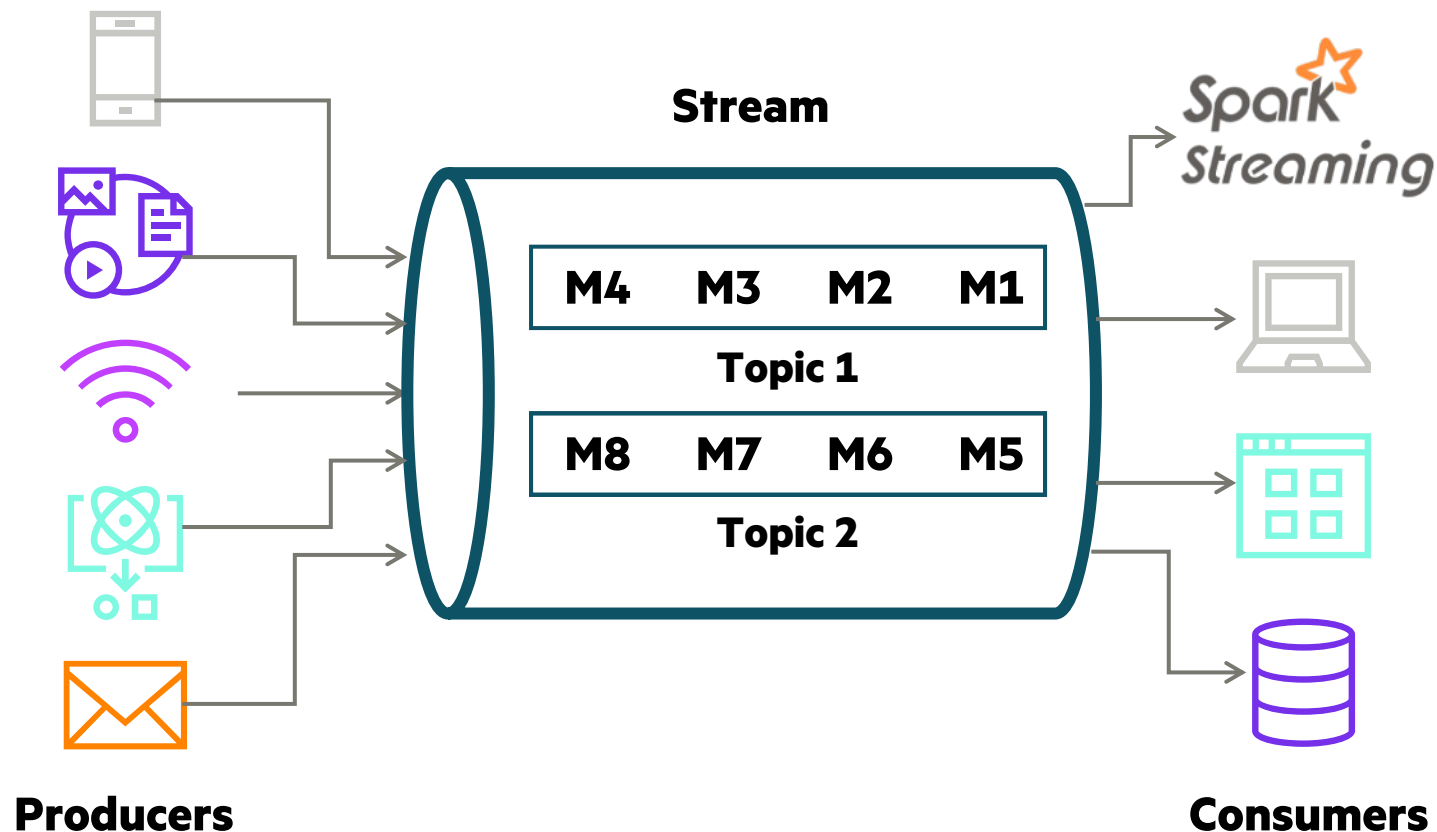 Stream
Spark
Streaming
M4 M3 M2 M1
Topic 1
M8 M7 M6 M5
Topic 2
Producers
Consumers